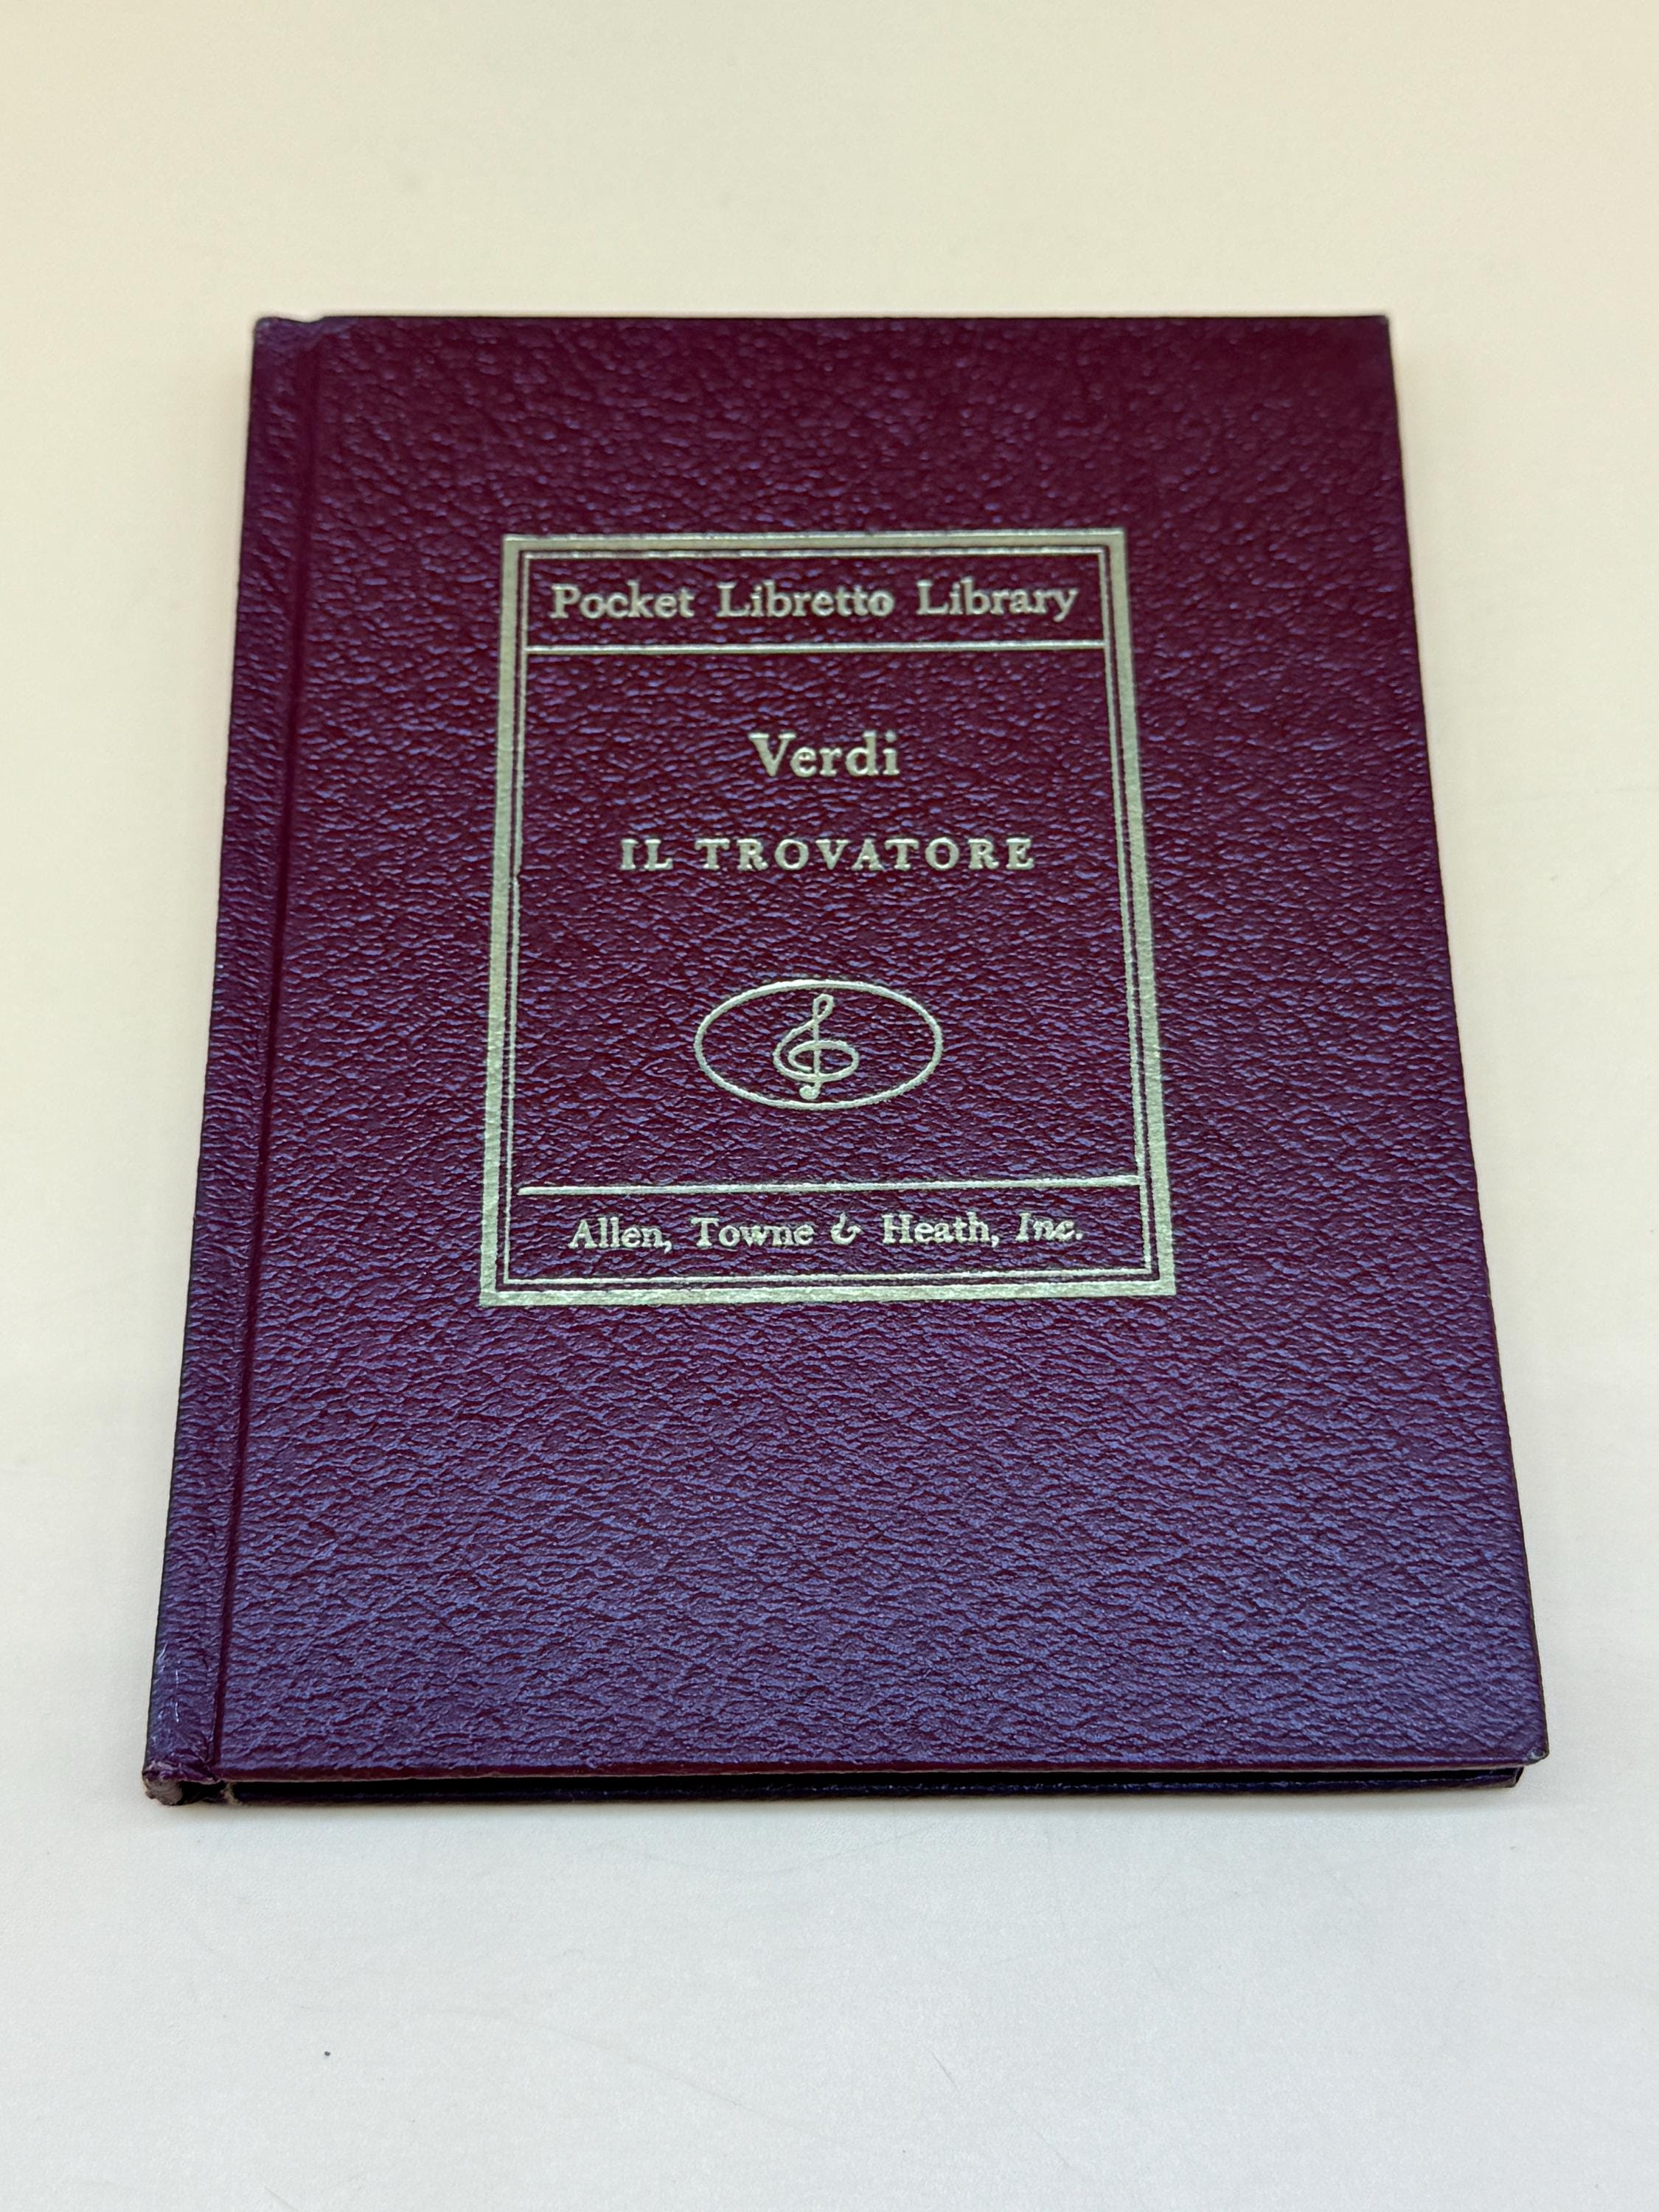 Pocket Libretto Library
Verdi
IL TROVATORE
Allen, Towne & Heath, Inc.